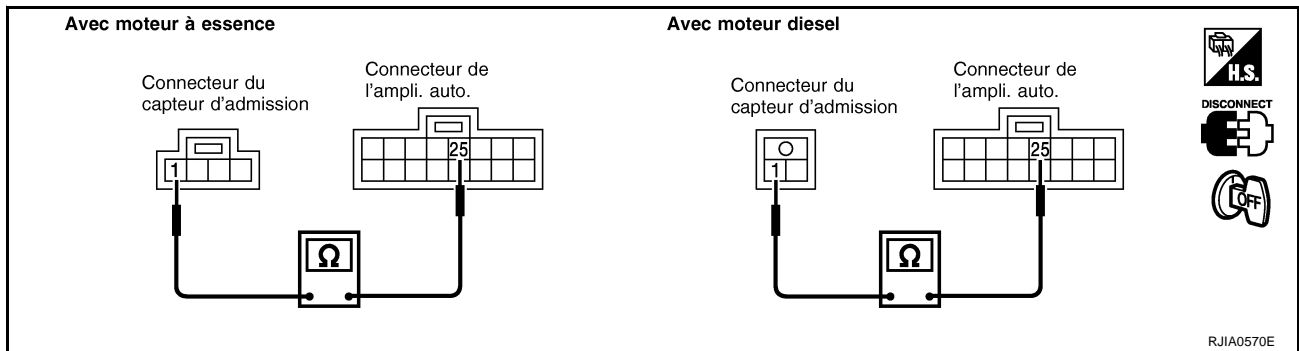 Avec moteur à essence
Connecteur du
capteur d'admission
Connecteur de
l'ampli. auto.
1
25
Ω
Avec moteur diesel
Connecteur du
capteur d'admission
Connecteur de
l'ampli. auto.
1
25
Ω
H.S.
DISCONNECT
OFF
RJIA0570E